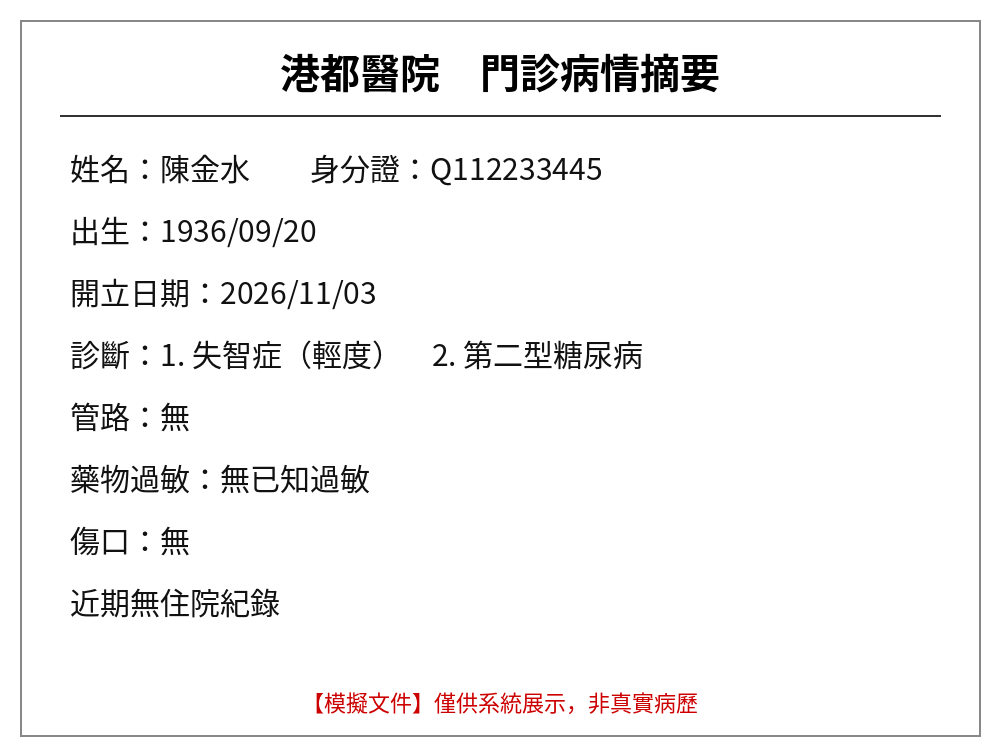 港都醫院　門診病情摘要
姓名：陳金水　　身分證：Q112233445
出生：1936/09/20
開立日期：2026/11/03
診斷：1. 失智症（輕度）　2. 第二型糖尿病
管路：無
藥物過敏：無已知過敏
傷口：無
近期無住院紀錄
【模擬文件】僅供系統展示，非真實病歷